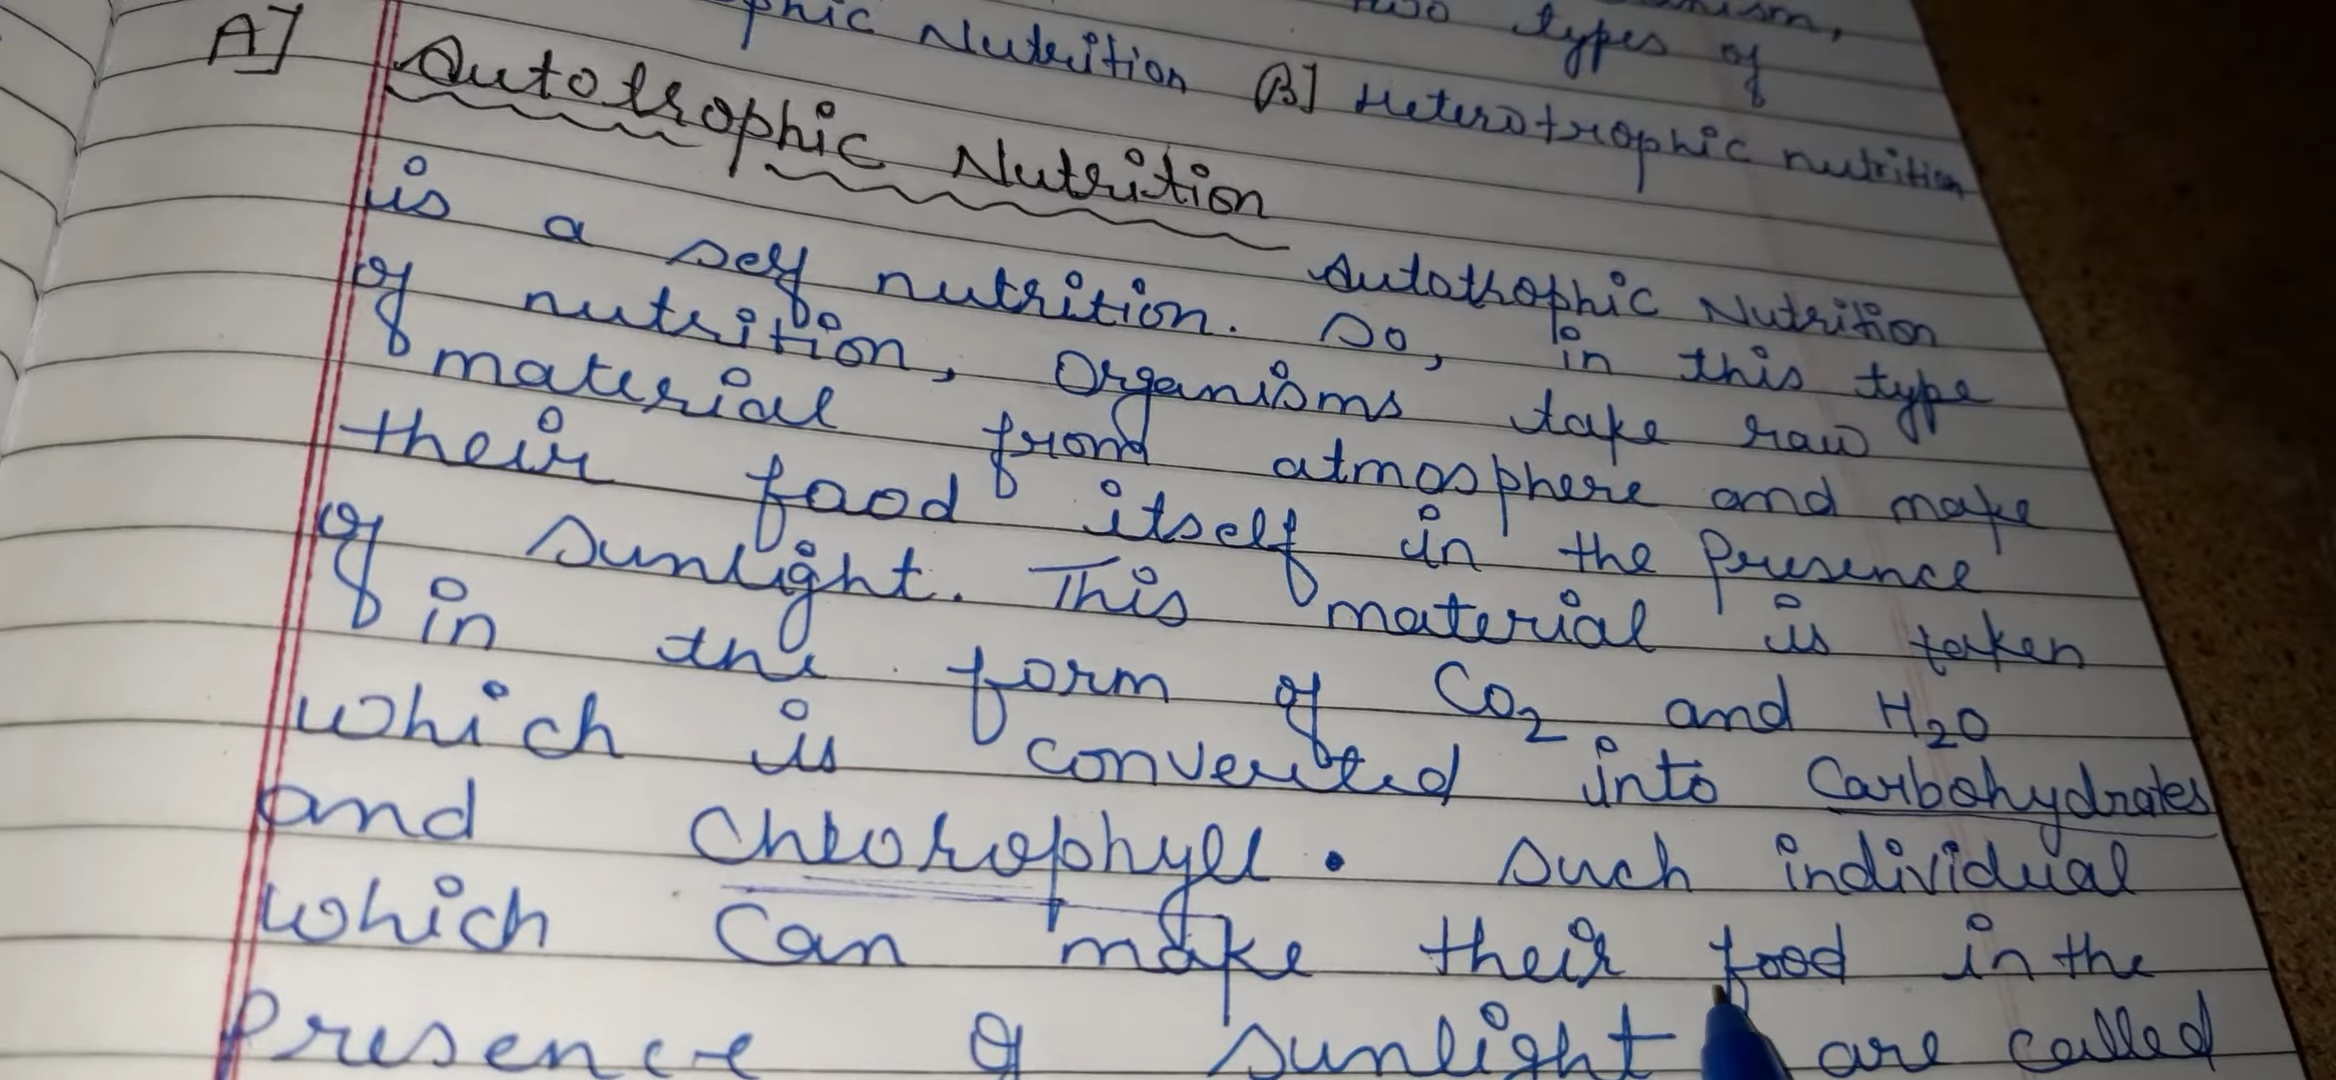 two types of
phic Nutrition B] Heterotrophic nutrition
A] Autotrophic Nutrition
Autothophic Nutrition
is a self nutrition. So, in this type
of nutrition, organisms take raw
material from atmosphere and make
their food itself in the Presence
of sunlight. This material is taken
in the form of CO2 and H2O
which is converted into Carbohydrates
and Chlorophyll. Such individual
which can make their food in the
Presence of sunlight are called